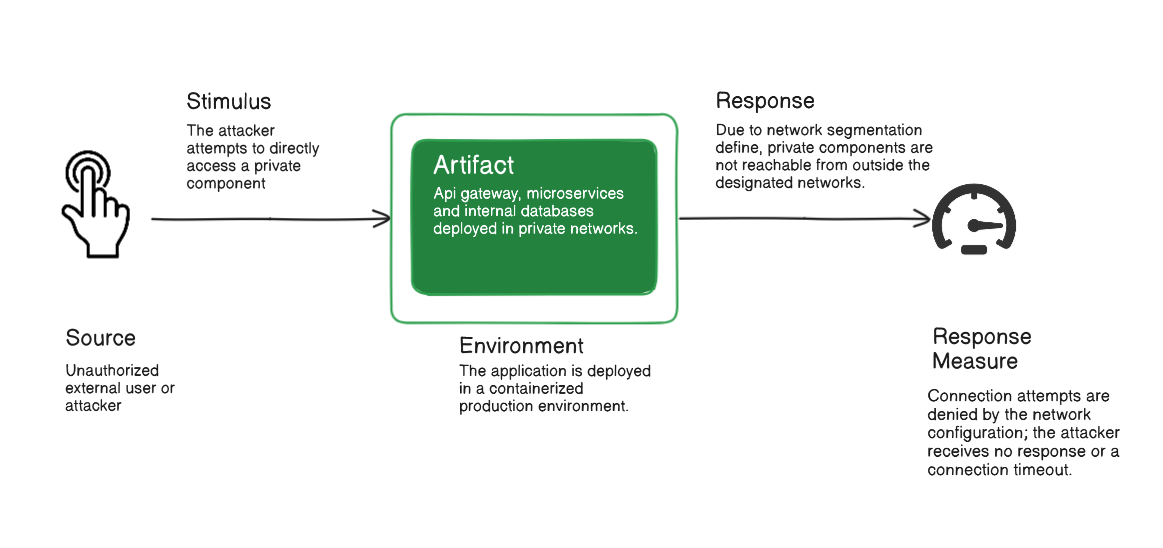 Stimulus
The attacker
attempts to directly
access a private
component
Artifact
Api gateway, microservices
and internal databases
deployed in private networks.
Response
Due to network segmentation
define, private components are
not reachable from outside the
designated networks.
Source
Unauthorized
external user or
attacker
Environment
The application is deployed
in a containerized
production environment.
Response
Measure
Connection attempts are
denied by the network
configuration; the attacker
receives no response or a
connection timeout.